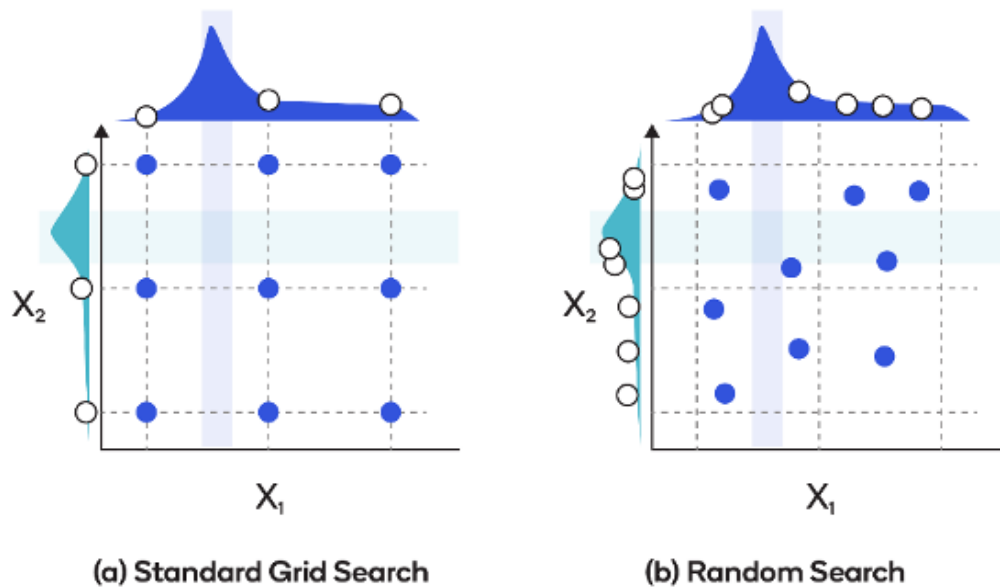 X₂
X₁
(a) Standard Grid Search
X₂
X₁
(b) Random Search